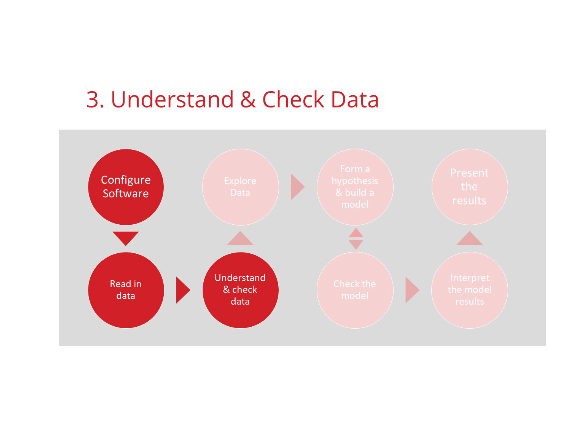 3. Understand & Check Data
Configure
Software
Read in
data
Understand
& check
data
Explore
Data
Form a
hypothesis
& build a
model
Check the
model
Interpret
the model
results
Present
the
results